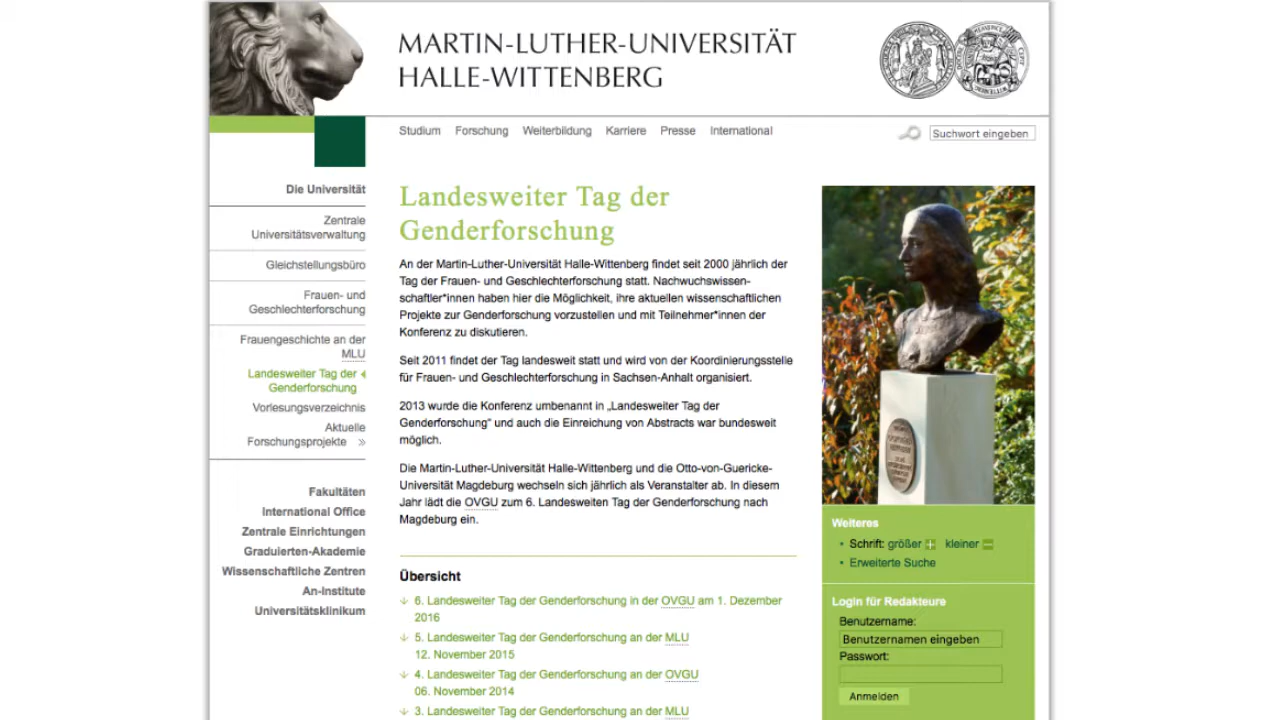 MARTIN-LUTHER-UNIVERSITÄT
HALLE-WITTENBERG
Studium Forschung Weiterbildung Karriere Presse International
Suchwort eingeben
Die Universität
Zentrale
Universitätsverwaltung
Gleichstellungsbüro
Frauen- und
Geschlechterforschung
Frauengeschichte an der
MLU
Landesweiter Tag der
Genderforschung
Vorlesungsverzeichnis
Aktuelle
Forschungsprojekte »
Fakultäten
International Office
Zentrale Einrichtungen
Graduierten-Akademie
Wissenschaftliche Zentren
An-Institute
Universitätsklinikum
Landesweiter Tag der
Genderforschung
An der Martin-Luther-Universität Halle-Wittenberg findet seit 2000 jährlich der
Tag der Frauen- und Geschlechterforschung statt. Nachwuchswissen-
schaftler*innen haben hier die Möglichkeit, ihre aktuellen wissenschaftlichen
Projekte zur Genderforschung vorzustellen und mit Teilnehmer*innen der
Konferenz zu diskutieren.
Seit 2011 findet der Tag landesweit statt und wird von der Koordinierungsstelle
für Frauen- und Geschlechterforschung in Sachsen-Anhalt organisiert.
2013 wurde die Konferenz umbenannt in „Landesweiter Tag der
Genderforschung“ und auch die Einreichung von Abstracts war bundesweit
möglich.
Die Martin-Luther-Universität Halle-Wittenberg und die Otto-von-Guericke-
Universität Magdeburg wechseln sich jährlich als Veranstalter ab. In diesem
Jahr lädt die OVGU zum 6. Landesweiten Tag der Genderforschung nach
Magdeburg ein.
Übersicht
6. Landesweiter Tag der Genderforschung in der OVGU am 1. Dezember
2016
5. Landesweiter Tag der Genderforschung an der MLU
12. November 2015
4. Landesweiter Tag der Genderforschung an der OVGU
06. November 2014
3. Landesweiter Tag der Genderforschung an der MLU
Weiteres
• Schrift: größer + kleiner −
• Erweiterte Suche
Login für Redakteure
Benutzername:
Benutzernamen eingeben
Passwort:
Anmelden